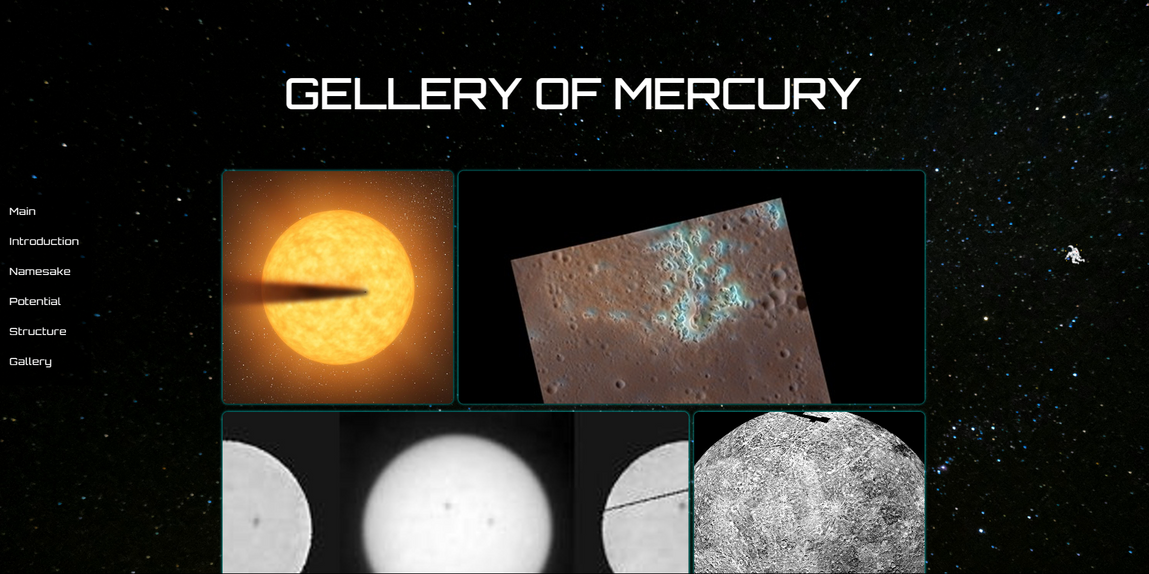 GELLERY OF MERCURY
Main
Introduction
Namesake
Potential
Structure
Gallery